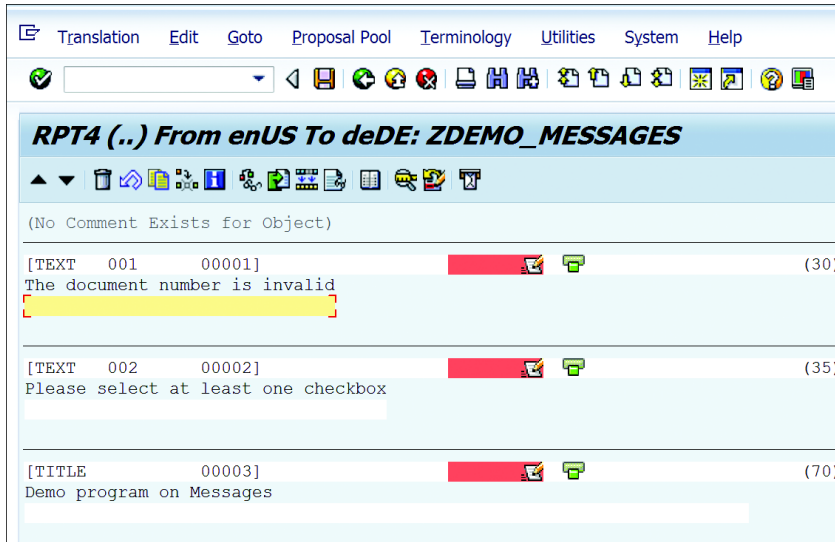 Translation Edit Goto Proposal Pool Terminology Utilities System Help
RPT4 (..) From enUS To deDE: ZDEMO_MESSAGES
(No Comment Exists for Object)
[TEXT 001 00001] (30)
The document number is invalid
[TEXT 002 00002] (35)
Please select at least one checkbox
[TITLE 00003] (70)
Demo program on Messages